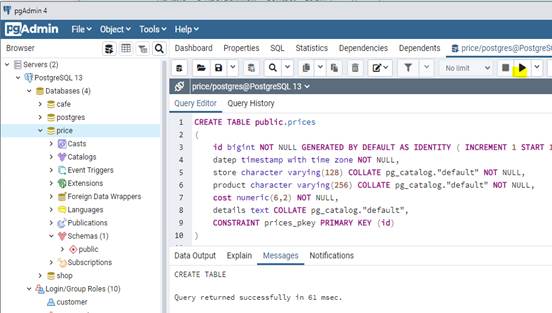 pgAdmin 4
pgAdmin File Object Tools Help
Browser
Dashboard Properties SQL Statistics Dependencies Dependents price/postgres@PostgreSQ
Servers (2)
PostgreSQL 13
Databases (4)
cafe
postgres
price
Casts
Catalogs
Event Triggers
Extensions
Foreign Data Wrappers
Languages
Publications
Schemas (1)
public
Subscriptions
shop
Login/Group Roles (10)
customer
No limit
price/postgres@PostgreSQL 13
Query Editor Query History
1 CREATE TABLE public.prices
2 (
3 id bigint NOT NULL GENERATED BY DEFAULT AS IDENTITY ( INCREMENT 1 START 1
4 datep timestamp with time zone NOT NULL,
5 store character varying(128) COLLATE pg_catalog."default" NOT NULL,
6 product character varying(256) COLLATE pg_catalog."default" NOT NULL,
7 cost numeric(6,2) NOT NULL,
8 details text COLLATE pg_catalog."default",
9 CONSTRAINT prices_pkey PRIMARY KEY (id)
10 )
Data Output Explain Messages Notifications
CREATE TABLE
Query returned successfully in 61 msec.